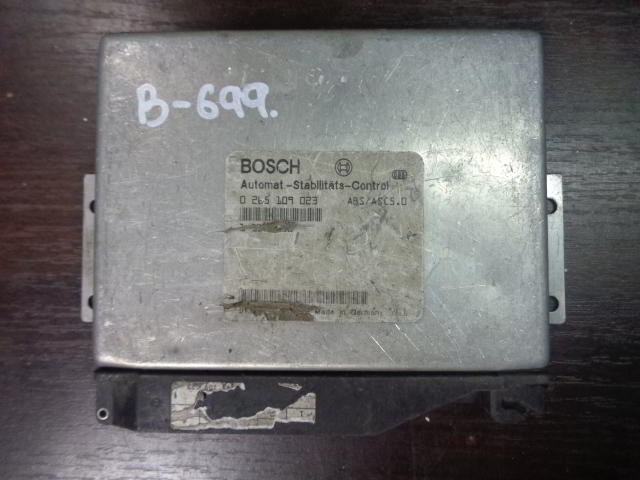 B-699.
BOSCH
Automat-Stabilitäts-Control
0 265 109 023 ABS/ASC5.0
Made in Germany